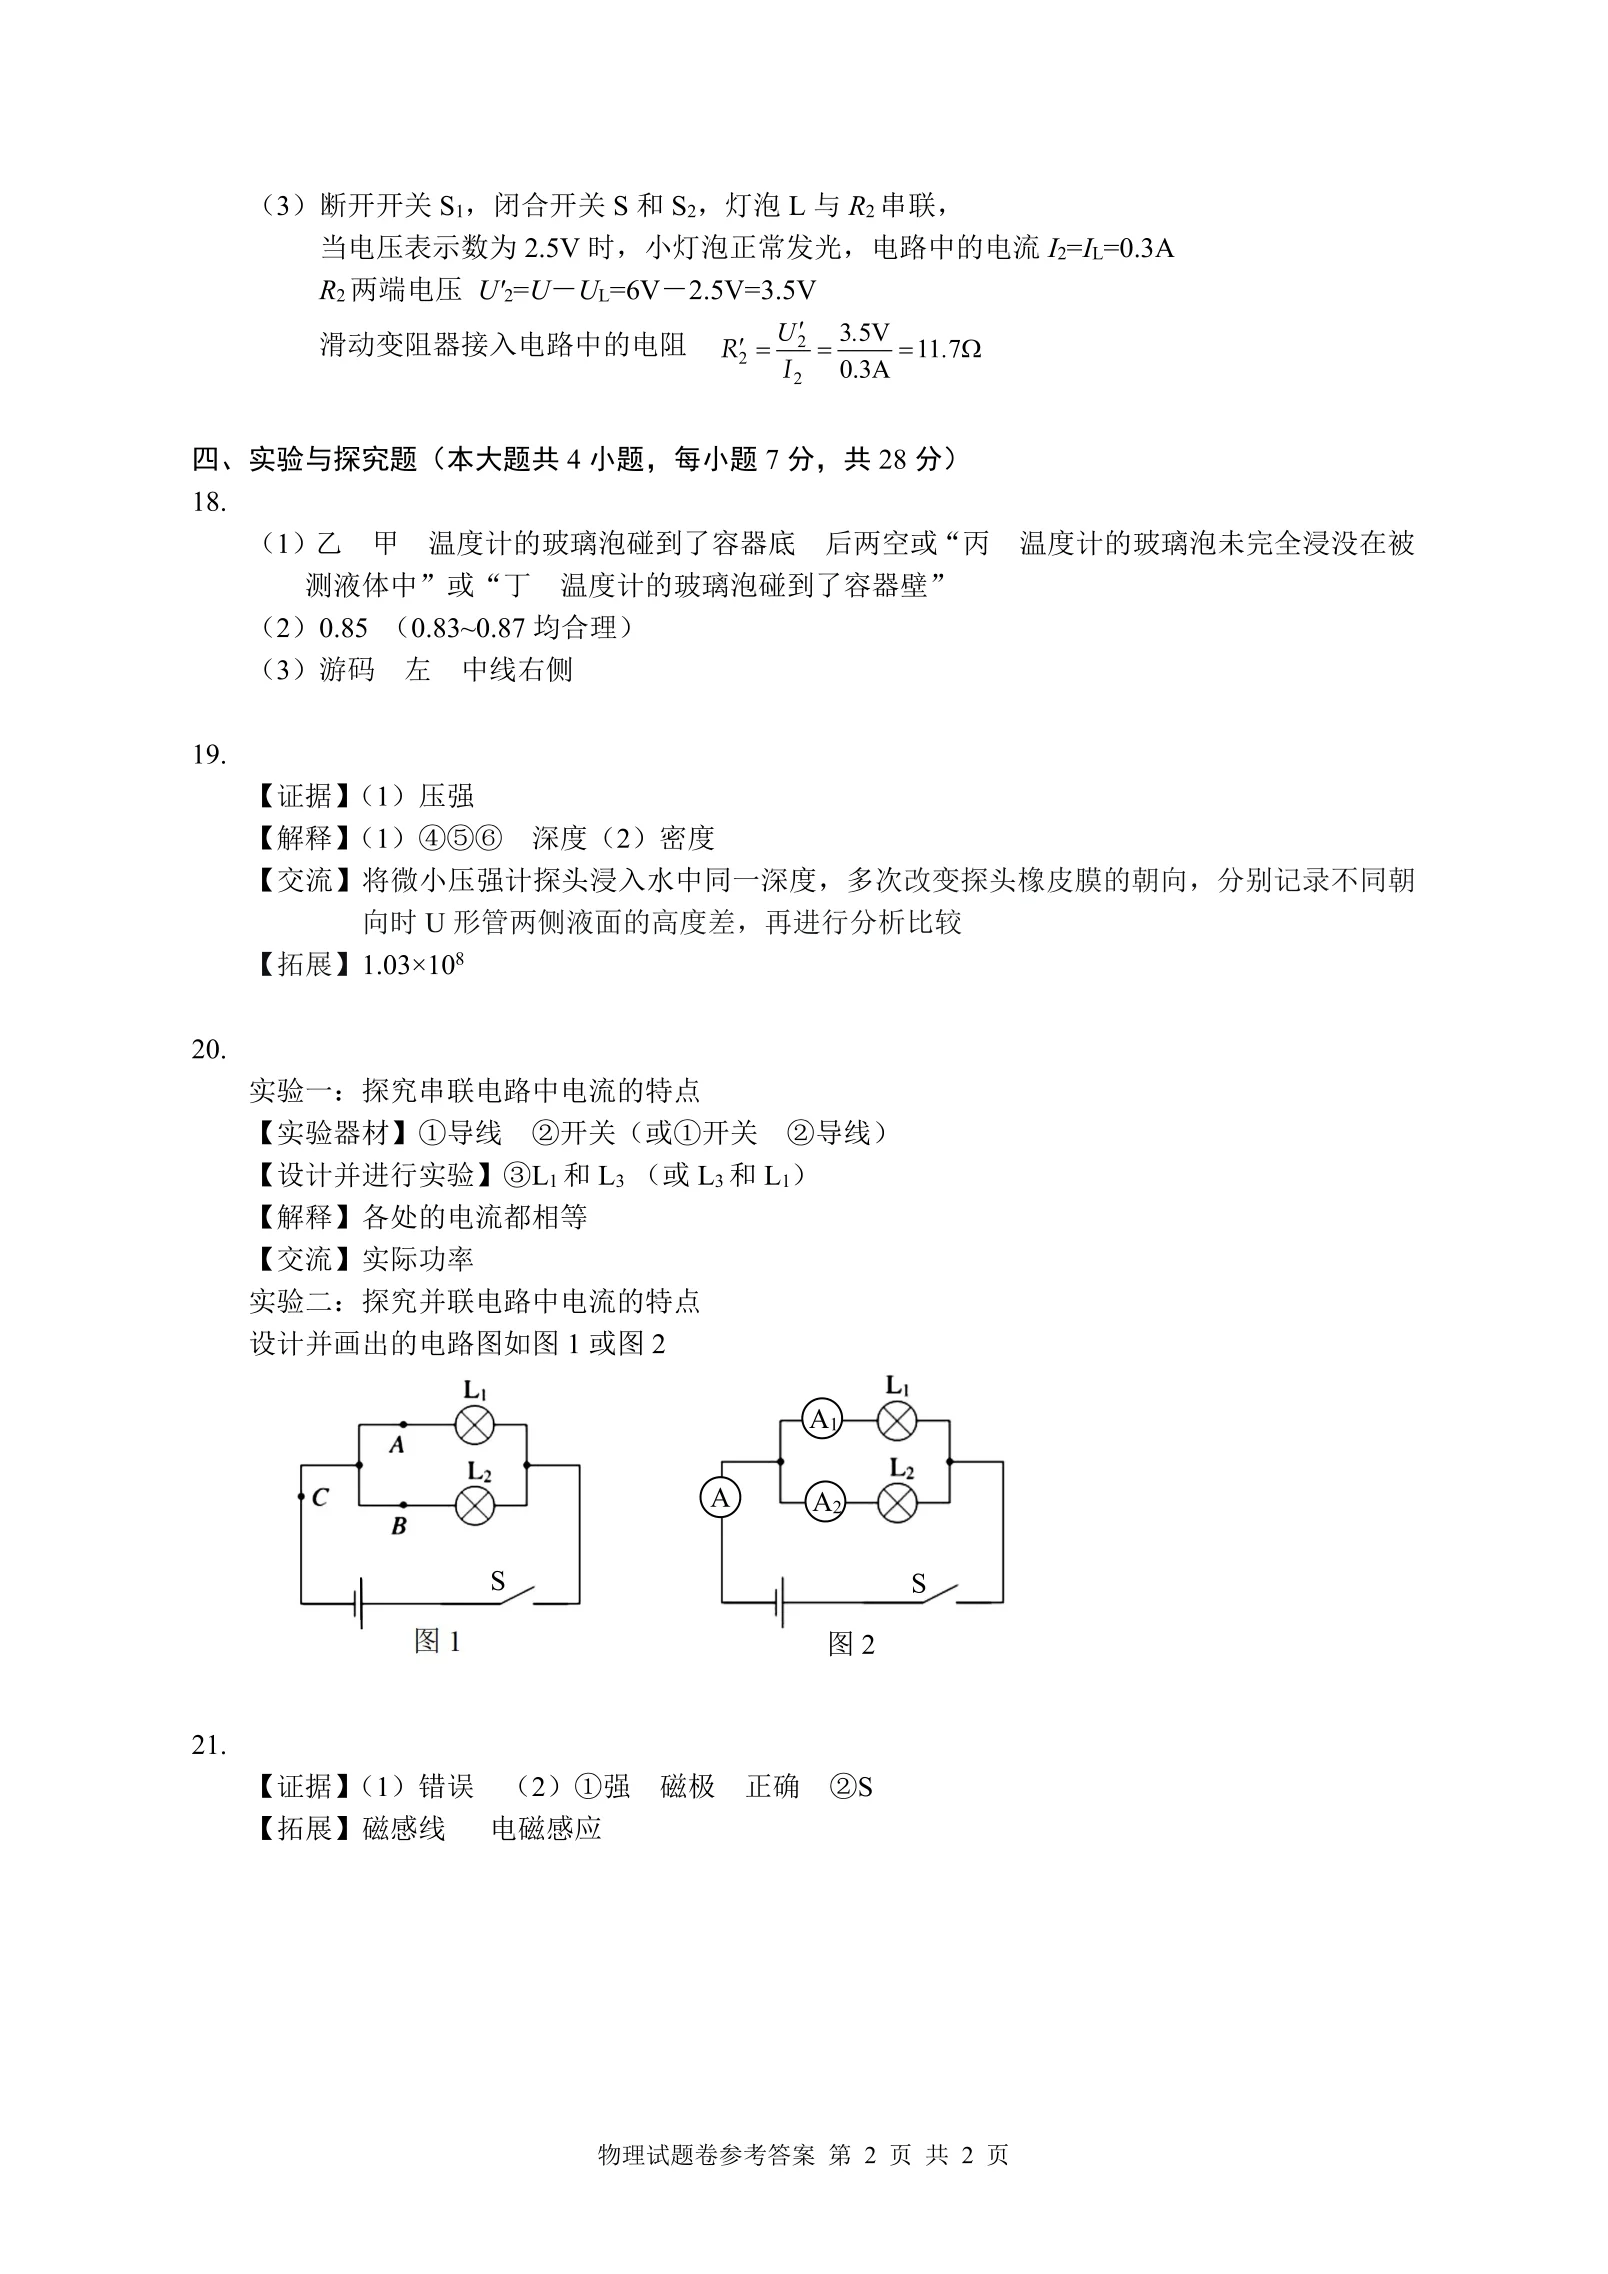 （3）断开开关 S₁，闭合开关 S 和 S₂，灯泡 L 与 R₂串联，
当电压表示数为 2.5V 时，小灯泡正常发光，电路中的电流 I₂=I_L=0.3A
R₂两端电压 U′₂=U－U_L=6V－2.5V=3.5V
滑动变阻器接入电路中的电阻 R′₂ = U′₂/I₂ = 3.5V/0.3A = 11.7Ω
四、实验与探究题（本大题共 4 小题，每小题 7 分，共 28 分）
18.
（1）乙 甲 温度计的玻璃泡碰到了容器底 后两空或“丙 温度计的玻璃泡未完全浸没在被
测液体中”或“丁 温度计的玻璃泡碰到了容器壁”
（2）0.85 （0.83~0.87 均合理）
（3）游码 左 中线右侧
19.
【证据】（1）压强
【解释】（1）④⑤⑥ 深度（2）密度
【交流】将微小压强计探头浸入水中同一深度，多次改变探头橡皮膜的朝向，分别记录不同朝
向时 U 形管两侧液面的高度差，再进行分析比较
【拓展】1.03×10⁸
20.
实验一：探究串联电路中电流的特点
【实验器材】①导线 ②开关（或①开关 ②导线）
【设计并进行实验】③L₁和 L₃ （或 L₃和 L₁）
【解释】各处的电流都相等
【交流】实际功率
实验二：探究并联电路中电流的特点
设计并画出的电路图如图 1 或图 2
L₁
A
L₂
C
B
S
图 1
L₁
A₁
L₂
A
A₂
S
图 2
21.
【证据】（1）错误 （2）①强 磁极 正确 ②S
【拓展】磁感线 电磁感应
物理试题卷参考答案 第 2 页 共 2 页